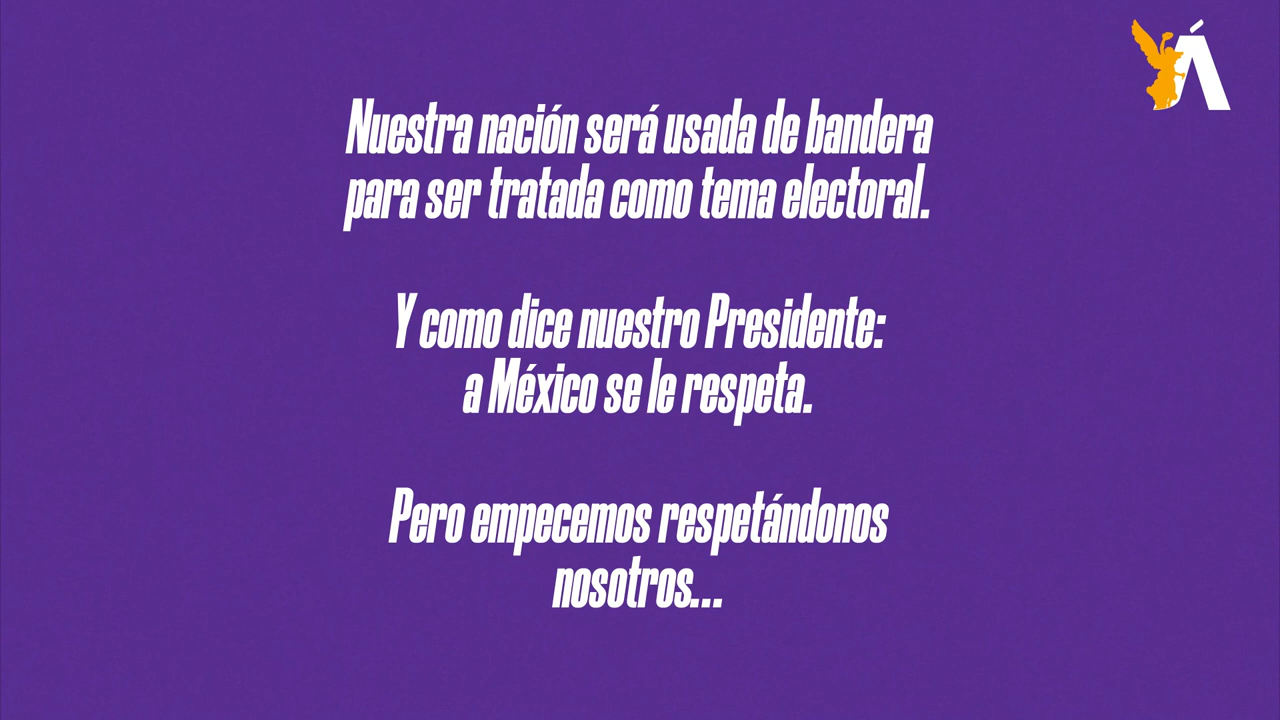 Á
Nuestra nación será usada de bandera
para ser tratada como tema electoral.
Y como dice nuestro Presidente:
a México se le respeta.
Pero empecemos respetándonos
nosotros...